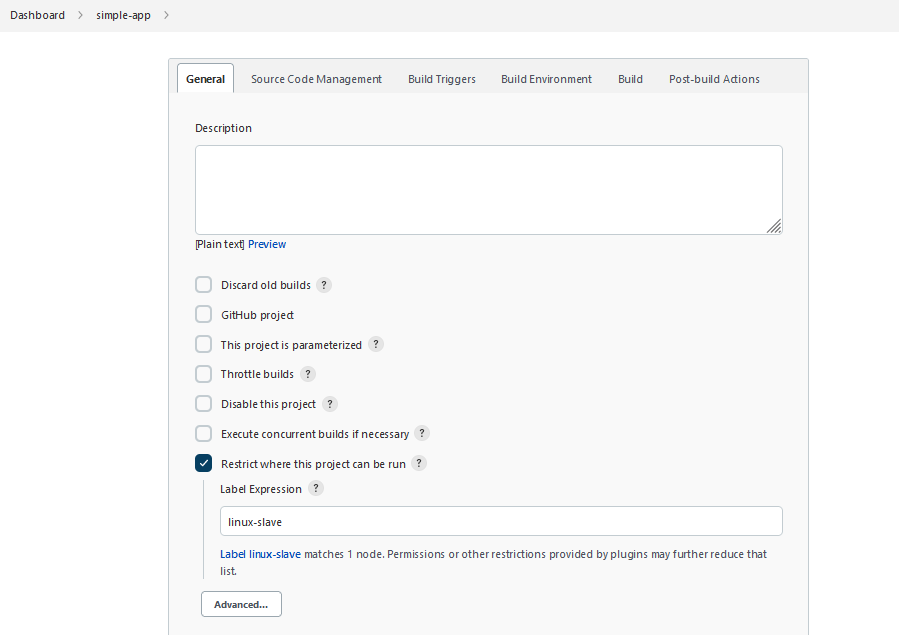 Dashboard > simple-app >
General Source Code Management Build Triggers Build Environment Build Post-build Actions
Description
[Plain text] Preview
Discard old builds ?
GitHub project
This project is parameterized ?
Throttle builds ?
Disable this project ?
Execute concurrent builds if necessary ?
Restrict where this project can be run ?
Label Expression ?
linux-slave
Label linux-slave matches 1 node. Permissions or other restrictions provided by plugins may further reduce that
list.
Advanced...